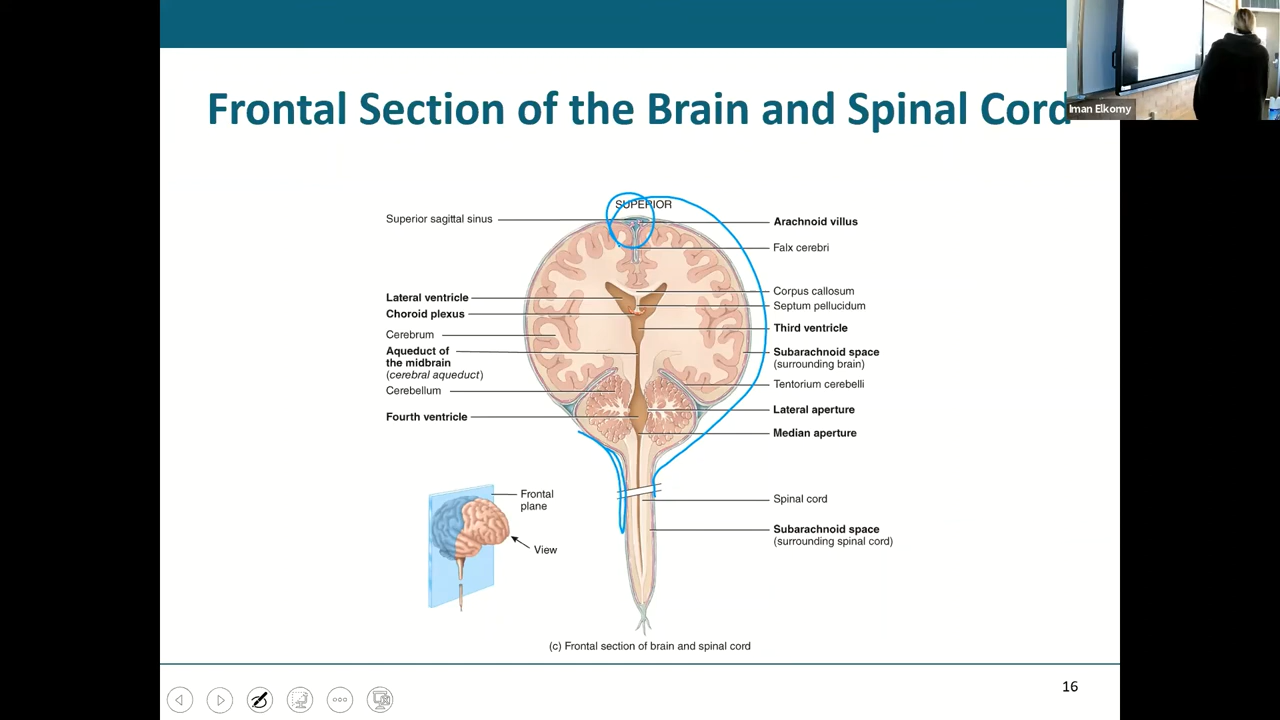 Iman Elkomy
Frontal Section of the Brain and Spinal Cord
SUPERIOR
Superior sagittal sinus
Lateral ventricle
Choroid plexus
Cerebrum
Aqueduct of
the midbrain
(cerebral aqueduct)
Cerebellum
Fourth ventricle
Arachnoid villus
Falx cerebri
Corpus callosum
Septum pellucidum
Third ventricle
Subarachnoid space
(surrounding brain)
Tentorium cerebelli
Lateral aperture
Median aperture
Spinal cord
Subarachnoid space
(surrounding spinal cord)
Frontal
plane
View
(c) Frontal section of brain and spinal cord
16